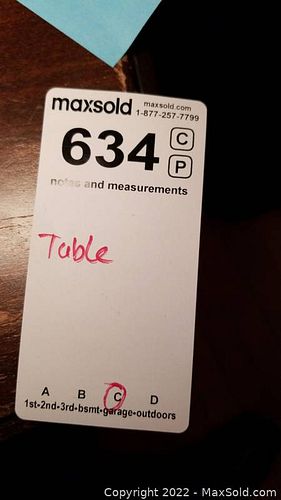 maxsold maxsold.com
1-877-257-7799
634 C
P
notes and measurements
Table
A B C D
1st•2nd•3rd•bsmt•garage•outdoors
Copyright 2022 - MaxSold.com